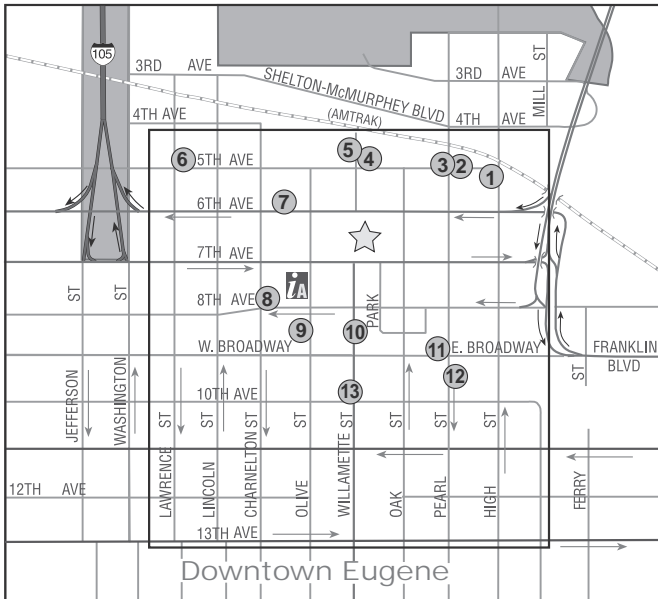 105
3RD AVE
SHELTON-McMURPHEY BLVD
3RD AVE
MILL ST
4TH AVE
(AMTRAK)
4TH AVE
6
5TH AVE
5
4
3
2
1
6TH AVE
7
7TH AVE
8TH AVE
8
iA
PARK
9
10
W. BROADWAY
11
E. BROADWAY
FRANKLIN BLVD
12
13
10TH AVE
JEFFERSON ST
WASHINGTON ST
LAWRENCE ST
LINCOLN ST
CHARNELTON ST
OLIVE ST
WILLAMETTE ST
OAK ST
PEARL ST
HIGH ST
FERRY ST
12TH AVE
13TH AVE
Downtown Eugene